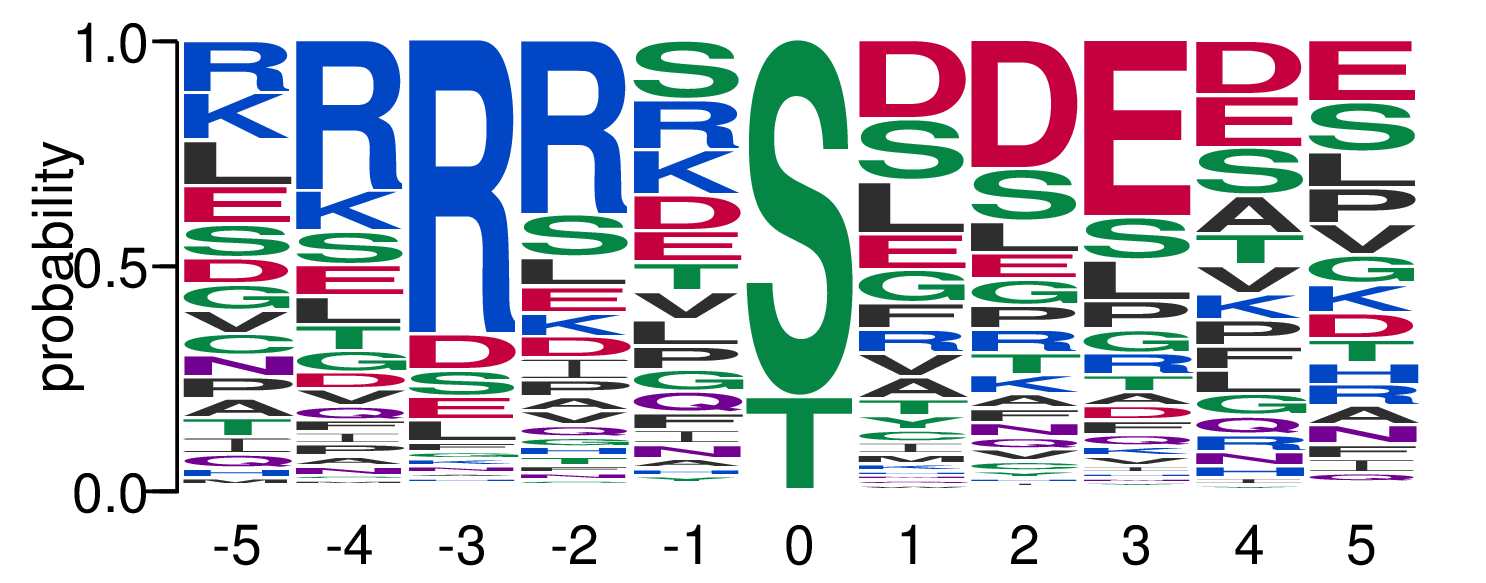 probability
1.0
0.5
0.0
R K L E S D G V C N P A T I Q H M
R K S E L T G D V Q F I P A N
R D S E L
R S L E K D I P A V Q G H T F N
S R K D E T V L P G Q F I N A H Y
S T
D S L E G F R V A T Y C I M K
D S L E G P R T K A F N Q V C
E S L P G R T A D F Q K V I
D E S A T V K P F L G Q R N H I
E S L P V G K D T H R A N F I Q
-5 -4 -3 -2 -1 0 1 2 3 4 5